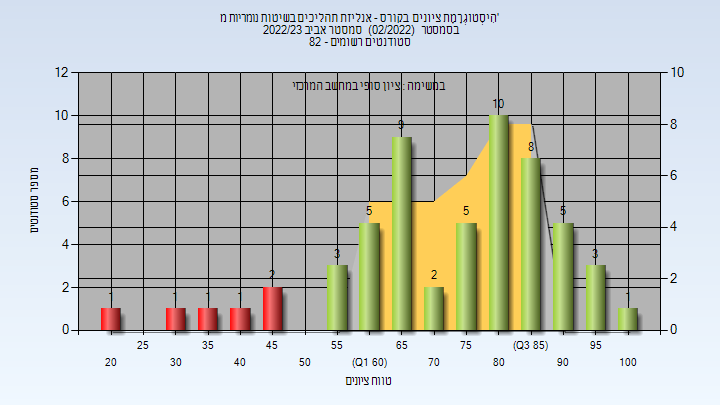 היסטוגרמת ציונים בקורס - אנליזת תהליכים בשיטות נומריות מ'
בסמסטר (02/2022) סמסטר אביב 2022/23
סטודנטים רשומים - 82
במשימה : ציון סופי במחשב המרכזי
מספר סטודנטים
12 10 8 6 4 2 0
10 8 6 4 2 0
1 1 1 1 2 3 5 9 2 5 10 8 5 3 1
25 35 45 55 65 75 (Q3 85) 95
20 30 40 50 (Q1 60) 70 80 90 100
טווח ציונים